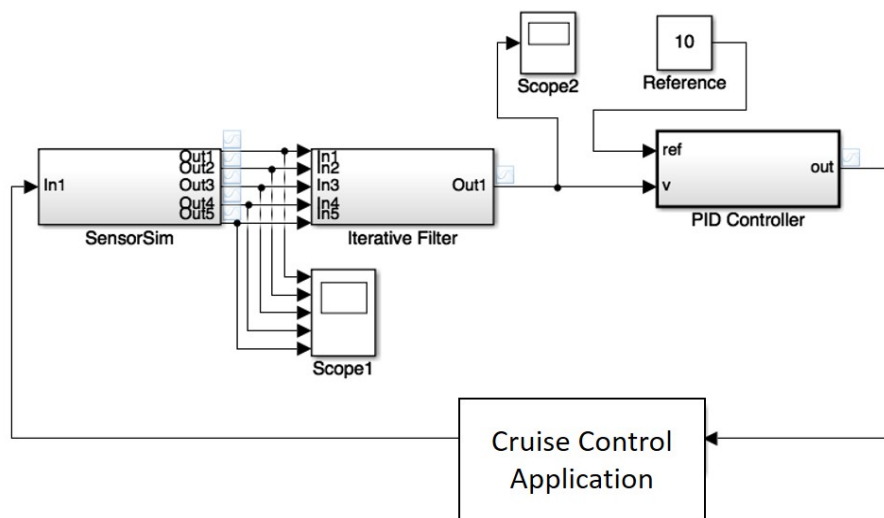 10
Scope2
Reference
In1
Out1
Out2
Out3
Out4
Out5
SensorSim
In1
In2
In3
In4
In5
Out1
Iterative Filter
ref
v
out
PID Controller
Scope1
Cruise Control
Application